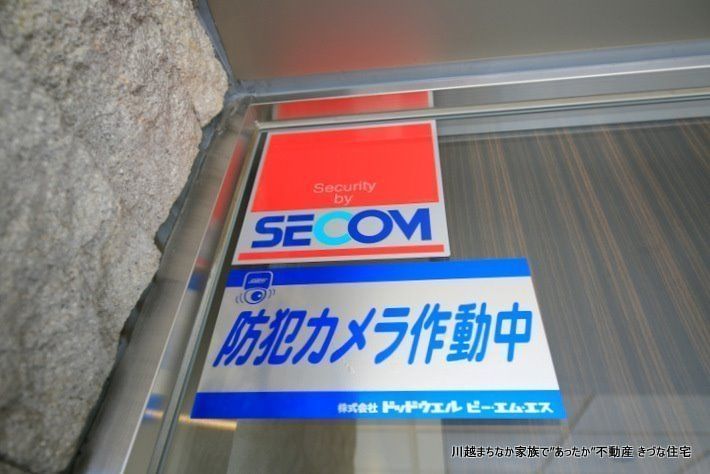 Security
by
SECOM
防犯カメラ作動中
株式会社 ドッドウエル ビー・エム・エス
川越まちなか家族で"あったか"不動産 きづな住宅